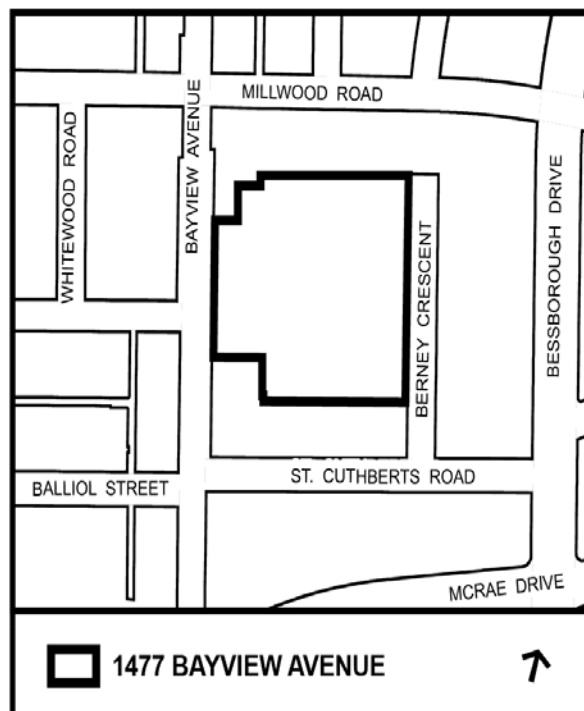 MILLWOOD ROAD
WHITEWOOD ROAD
BAYVIEW AVENUE
BESSBOROUGH DRIVE
BERNEY CRESCENT
BALLIOL STREET
ST. CUTHBERTS ROAD
MCRAE DRIVE
1477 BAYVIEW AVENUE